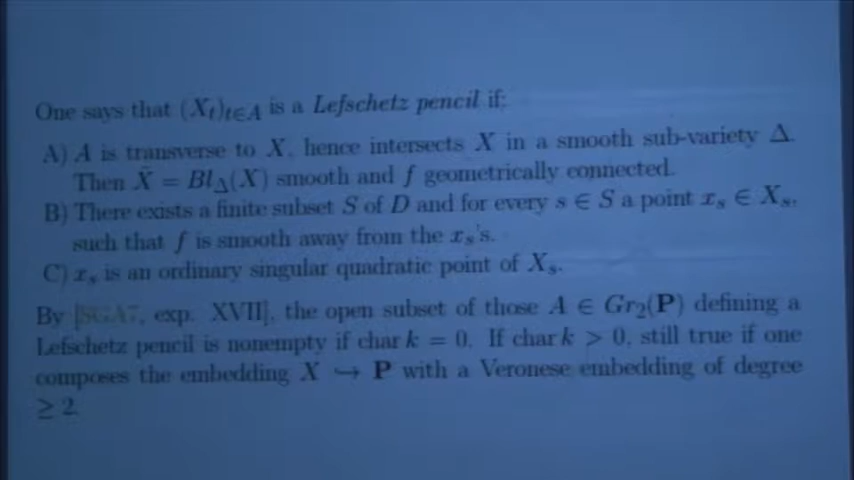 One says that (X_t)_{t∈A} is a Lefschetz pencil if:
A) A is transverse to X, hence intersects X in a smooth sub-variety Δ.
Then X̃ = Bl_Δ(X) smooth and f geometrically connected.
B) There exists a finite subset S of D and for every s ∈ S a point x_s ∈ X_s,
such that f is smooth away from the x_s's.
C) x_s is an ordinary singular quadratic point of X_s.
By [SGA7, exp. XVII], the open subset of those A ∈ Gr_2(P) defining a
Lefschetz pencil is nonempty if char k = 0. If char k > 0, still true if one
composes the embedding X ↪ P with a Veronese embedding of degree
≥ 2.